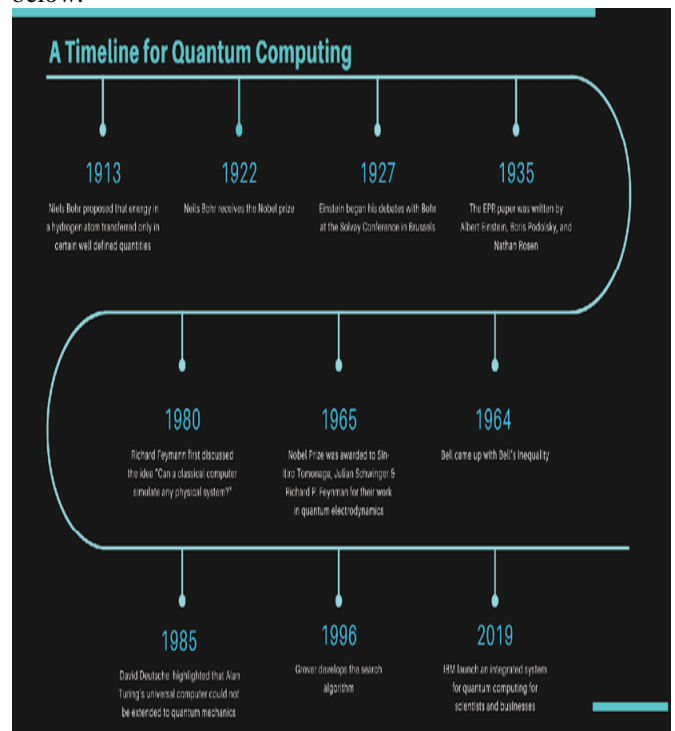 below.
A Timeline for Quantum Computing
1913
Niels Bohr proposed that energy in
a hydrogen atom transferred only in
certain well defined quantities
1922
Neils Bohr receives the Nobel prize
1927
Einstein began his debates with Bohr
at the Solvay Conference in Brussels
1935
The EPR paper was written by
Albert Einstein, Boris Podolsky, and
Nathan Rosen
1980
Richard Feymann first discussed
the idea "Can a classical computer
simulate any physical system?"
1965
Nobel Prize was awarded to Sin-
Itiro Tomonaga, Julian Schwinger &
Richard P. Feynman for their work
in quantum electrodynamics
1964
Bell came up with Bell's Inequality
1985
David Deutsche highlighted that Alan
Turing's universal computer could not
be extended to quantum mechanics
1996
Grover develops the search
algorithm
2019
IBM launch an integrated system
for quantum computing for
scientists and businesses